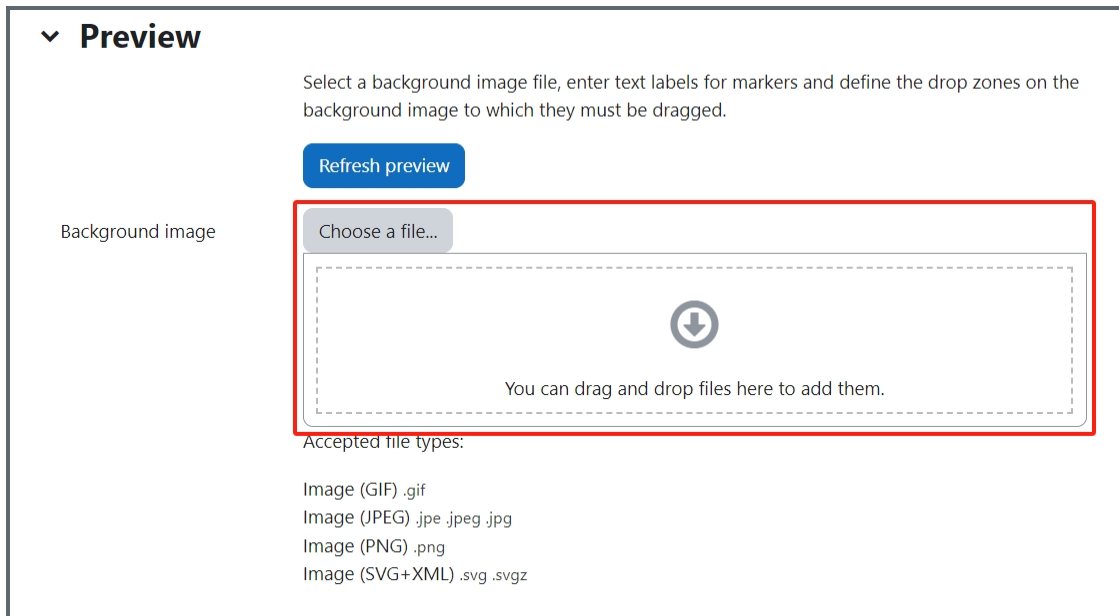 Preview
Select a background image file, enter text labels for markers and define the drop zones on the
background image to which they must be dragged.
Refresh preview
Background image
Choose a file...
You can drag and drop files here to add them.
Accepted file types:
Image (GIF) .gif
Image (JPEG) .jpe .jpeg .jpg
Image (PNG) .png
Image (SVG+XML) .svg .svgz